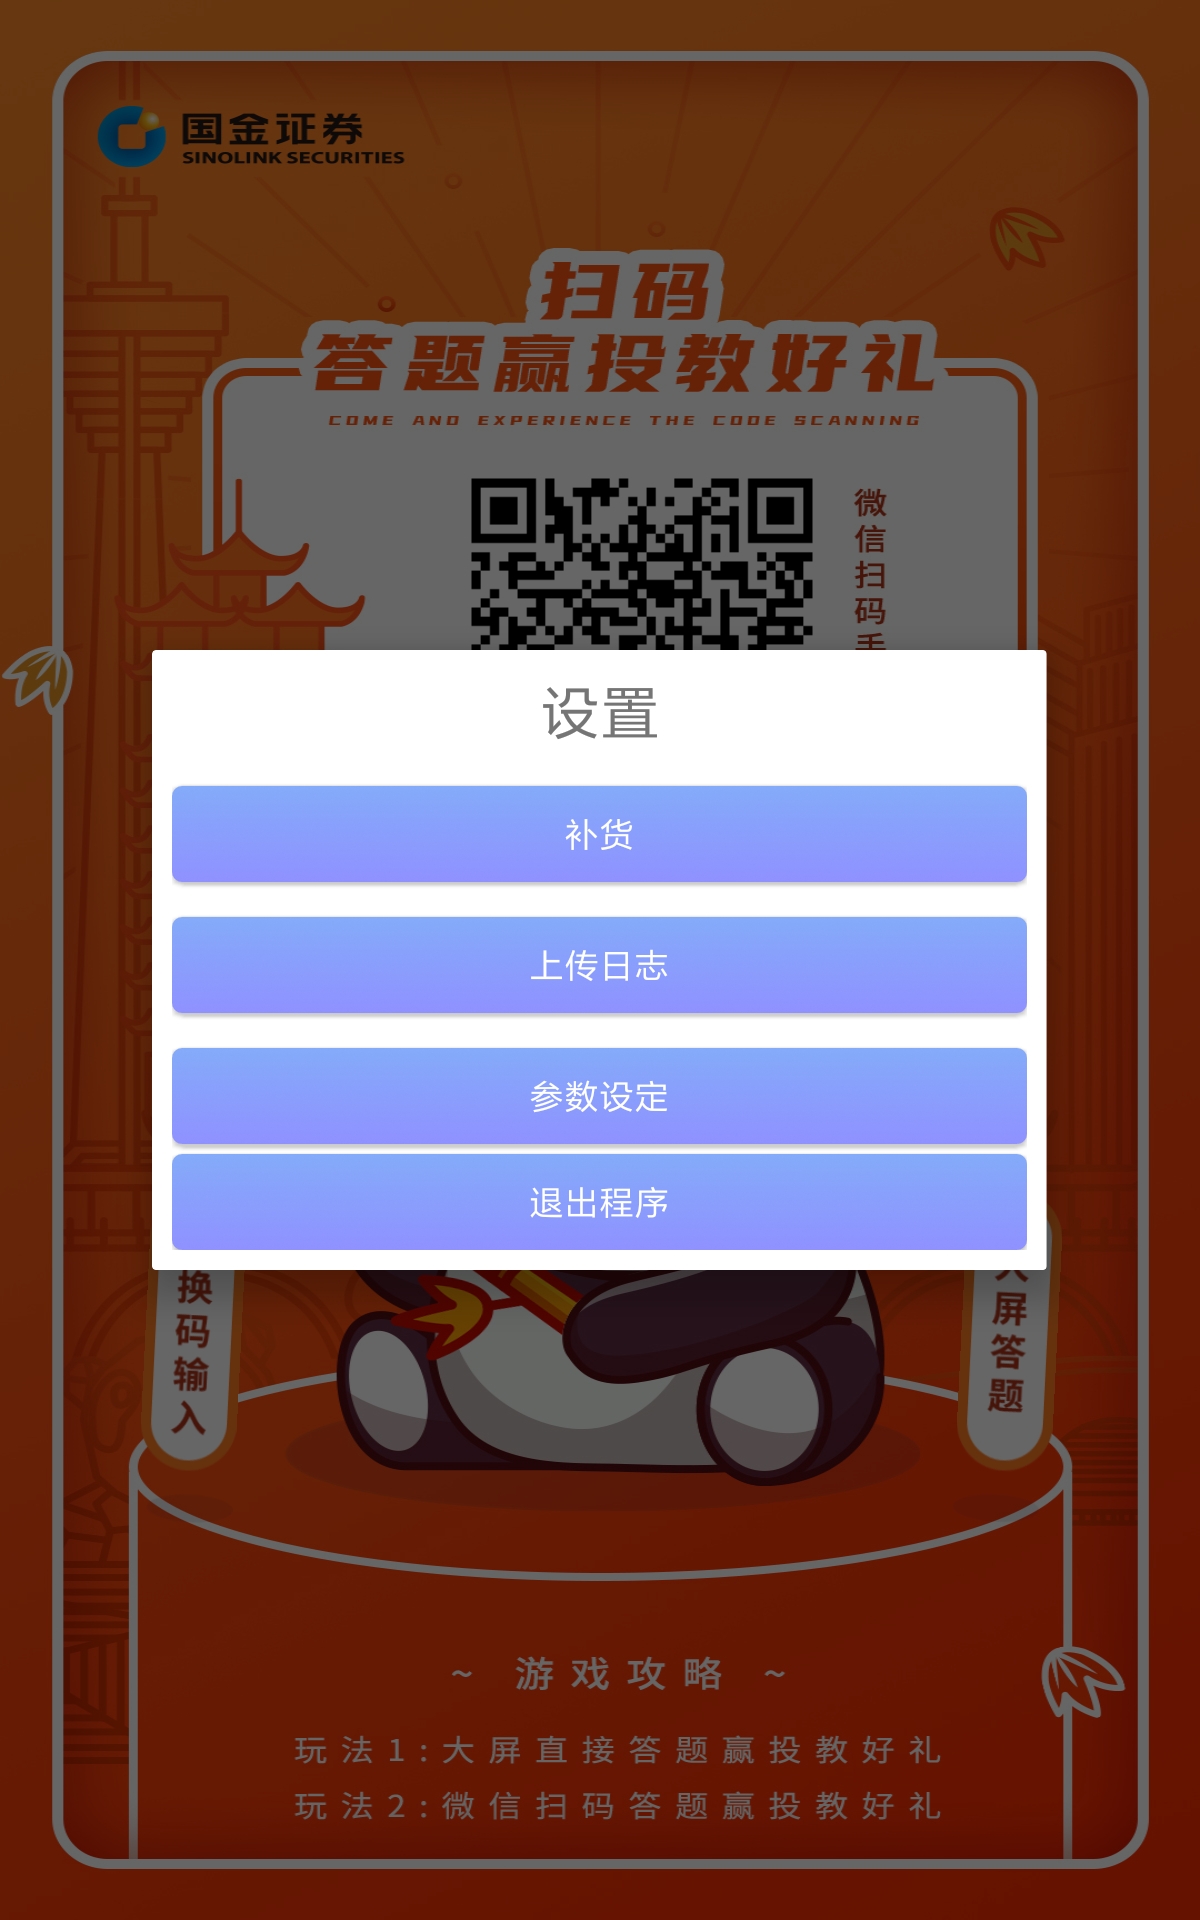 国金证券
SINOLINK SECURITIES
扫码
答题赢投教好礼
COME AND EXPERIENCE THE CODE SCANNING
微信扫码手
设置
补货
上传日志
参数设定
退出程序
换码输入
大屏答题
~ 游戏攻略 ~
玩法1:大屏直接答题赢投教好礼
玩法2:微信扫码答题赢投教好礼